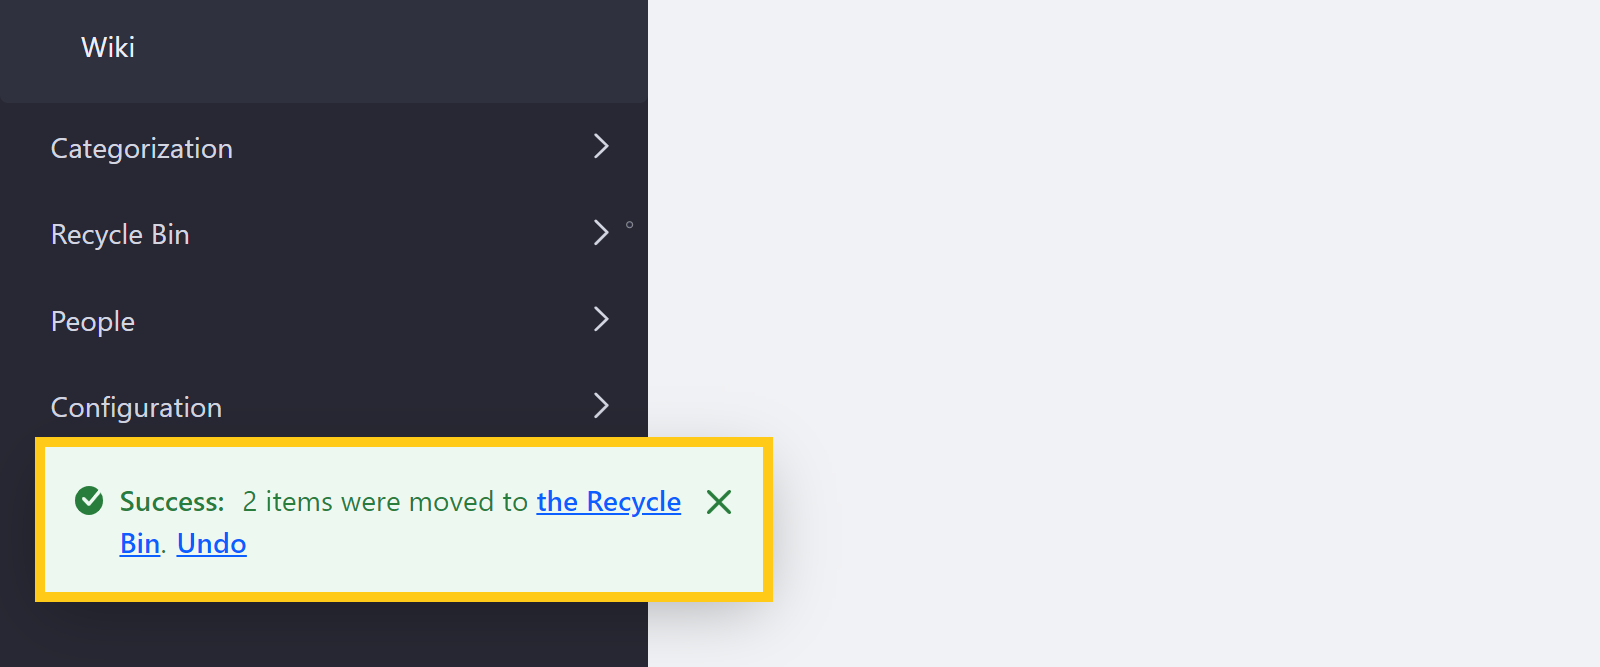 Wiki
Categorization
Recycle Bin
People
Configuration
Success: 2 items were moved to the Recycle
Bin. Undo